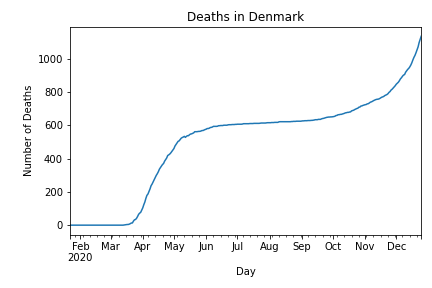 Deaths in Denmark
Number of Deaths
1000
800
600
400
200
0
Feb Mar Apr May Jun Jul Aug Sep Oct Nov Dec
2020
Day